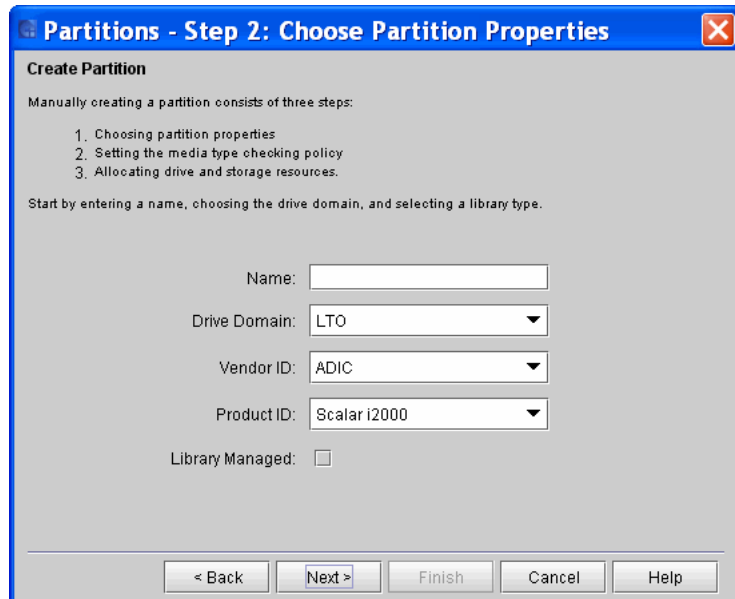 Partitions - Step 2: Choose Partition Properties
Create Partition
Manually creating a partition consists of three steps:
1. Choosing partition properties
2. Setting the media type checking policy
3. Allocating drive and storage resources.
Start by entering a name, choosing the drive domain, and selecting a library type.
Name:
Drive Domain: LTO
Vendor ID: ADIC
Product ID: Scalar i2000
Library Managed:
< Back Next > Finish Cancel Help